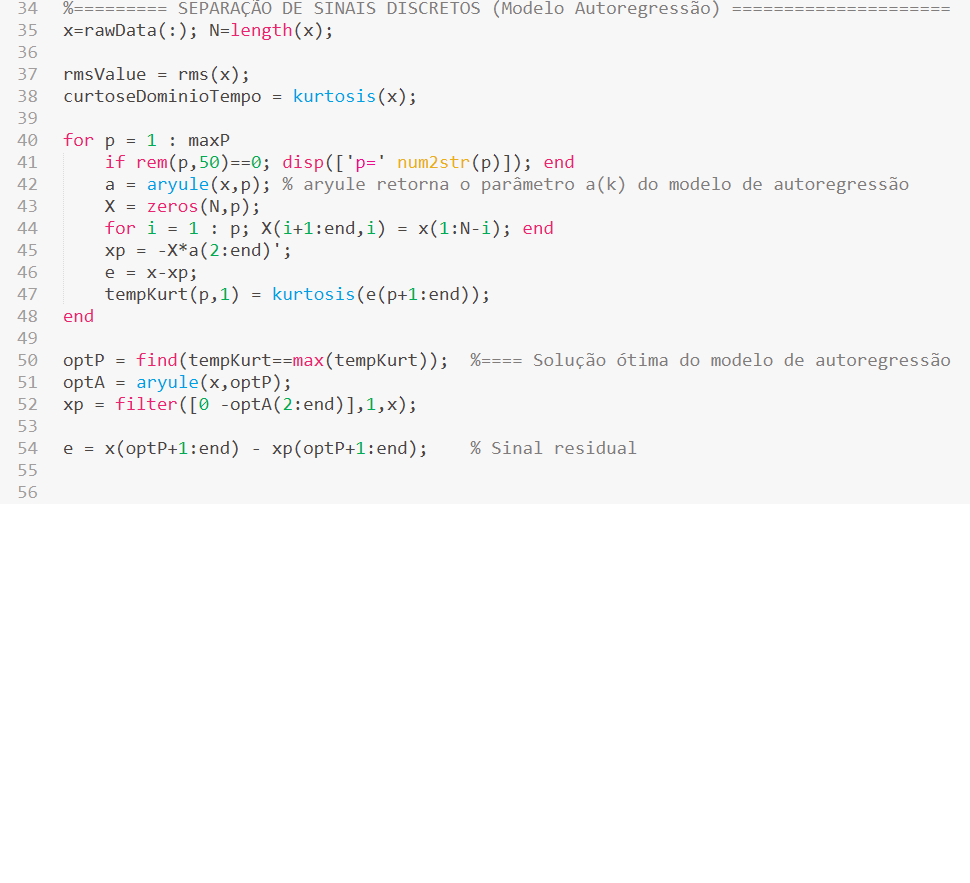 34 %========= SEPARAÇÃO DE SINAIS DISCRETOS (Modelo Autoregressão) =====================
35 x=rawData(:); N=length(x);
36
37 rmsValue = rms(x);
38 curtoseDominioTempo = kurtosis(x);
39
40 for p = 1 : maxP
41     if rem(p,50)==0; disp(['p=' num2str(p)]); end
42     a = aryule(x,p); % aryule retorna o parâmetro a(k) do modelo de autoregressão
43     X = zeros(N,p);
44     for i = 1 : p; X(i+1:end,i) = x(1:N-i); end
45     xp = -X*a(2:end)';
46     e = x-xp;
47     tempKurt(p,1) = kurtosis(e(p+1:end));
48 end
49
50 optP = find(tempKurt==max(tempKurt));  %==== Solução ótima do modelo de autoregressão
51 optA = aryule(x,optP);
52 xp = filter([0 -optA(2:end)],1,x);
53
54 e = x(optP+1:end) - xp(optP+1:end);    % Sinal residual
55
56